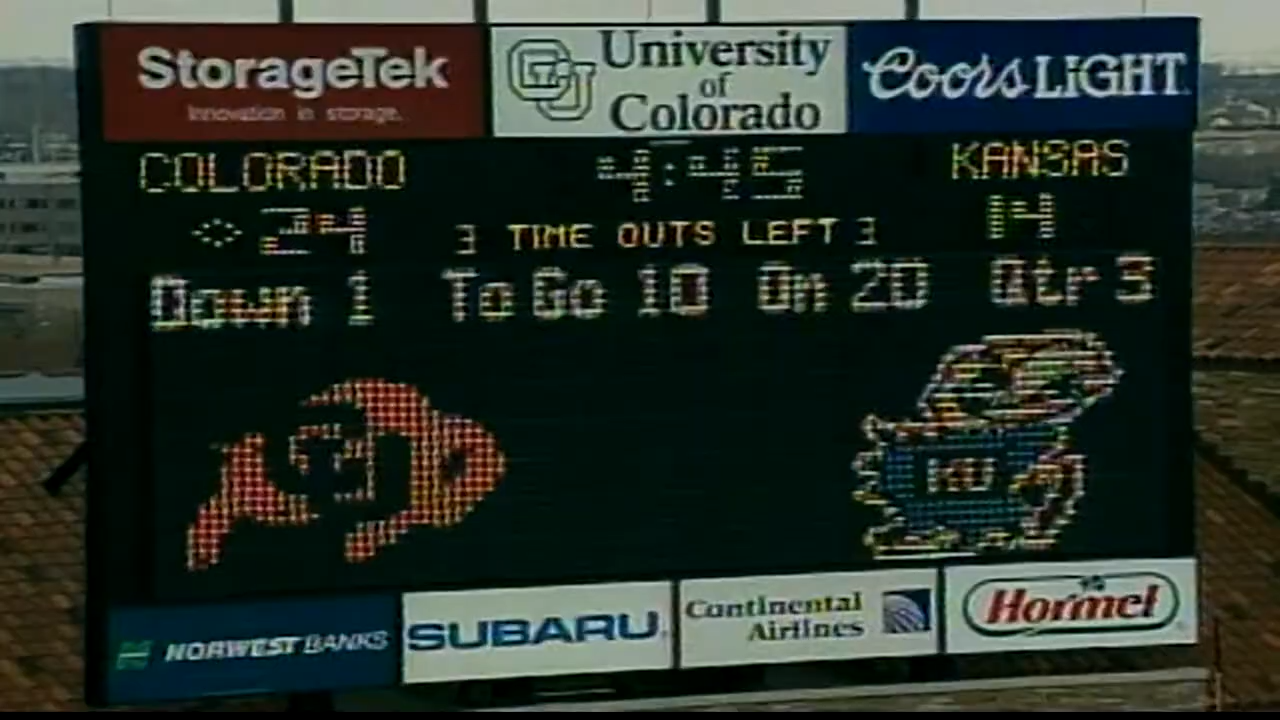 StorageTek
Innovation in storage.
CU
University
of
Colorado
Coors LiGHT
COLORADO
4:45
KANSAS
24
3 TIME OUTS LEFT 3
14
Down 1 To Go 10 On 20 Qtr 3
KU
NORWEST BANKS
SUBARU
Continental
Airlines
Hormel